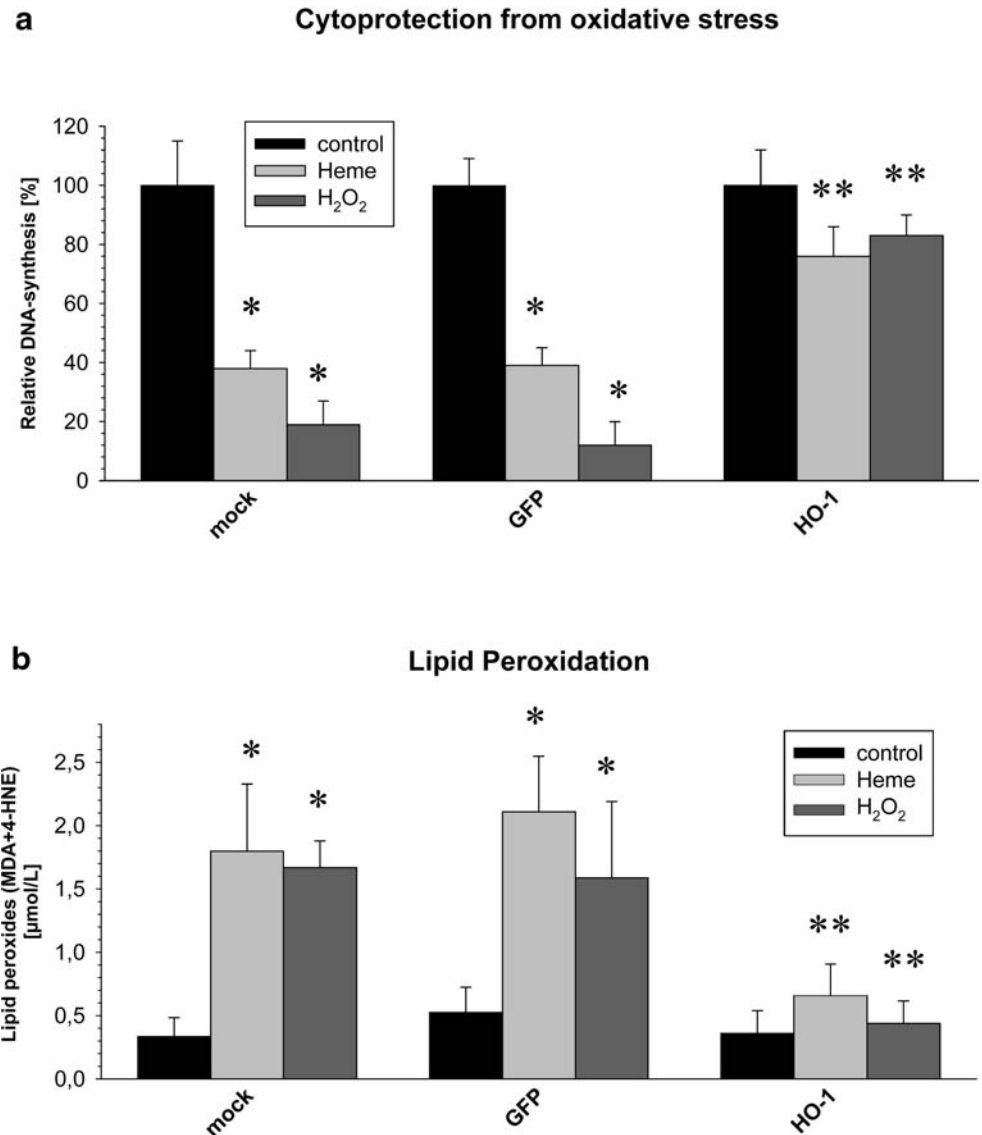 a
Cytoprotection from oxidative stress
Relative DNA-synthesis [%]
120
100
80
60
40
20
0
control
Heme
H₂O₂
*
*
*
*
**
**
mock
GFP
HO-1
b
Lipid Peroxidation
Lipid peroxides (MDA+4-HNE)
[µmol/L]
2,5
2,0
1,5
1,0
0,5
0,0
control
Heme
H₂O₂
*
*
*
*
**
**
mock
GFP
HO-1